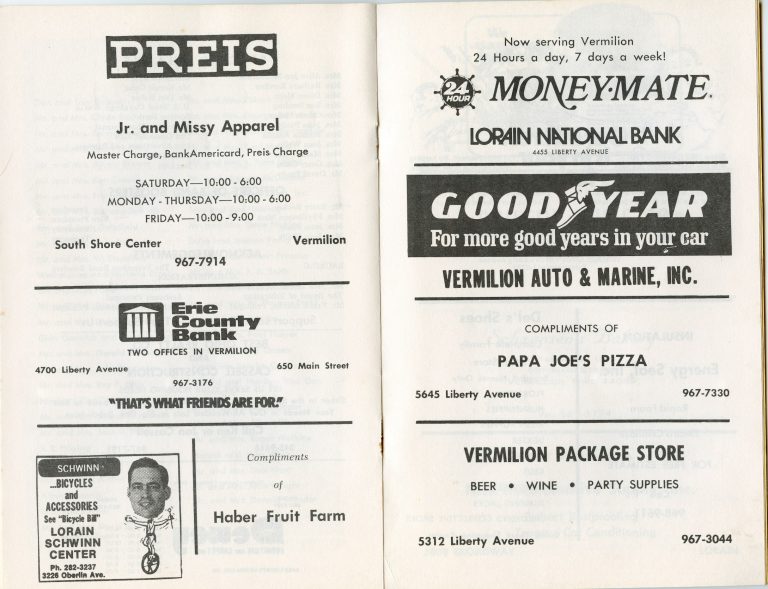 PREIS
Jr. and Missy Apparel
Master Charge, BankAmericard, Preis Charge
SATURDAY—10:00 - 6:00
MONDAY - THURSDAY—10:00 - 6:00
FRIDAY—10:00 - 9:00
South Shore Center Vermilion
967-7914
Erie
County
Bank
TWO OFFICES IN VERMILION
4700 Liberty Avenue 650 Main Street
967-3176
"THAT'S WHAT FRIENDS ARE FOR."
SCHWINN
...BICYCLES
and
ACCESSORIES
See "Bicycle Bill"
LORAIN
SCHWINN
CENTER
Ph. 282-3237
3226 Oberlin Ave.
Compliments
of
Haber Fruit Farm
Now serving Vermilion
24 Hours a day, 7 days a week!
24 HOUR MONEY·MATE
LORAIN NATIONAL BANK
4455 LIBERTY AVENUE
GOOD YEAR
For more good years in your car
VERMILION AUTO & MARINE, INC.
COMPLIMENTS OF
PAPA JOE'S PIZZA
5645 Liberty Avenue 967-7330
VERMILION PACKAGE STORE
BEER • WINE • PARTY SUPPLIES
5312 Liberty Avenue 967-3044